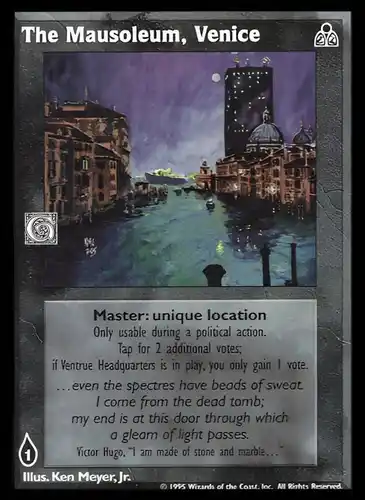 The Mausoleum, Venice
Master: unique location
Only usable during a political action.
Tap for 2 additional votes;
if Ventrue Headquarters is in play, you only gain 1 vote.
...even the spectres have beads of sweat.
I come from the dead tomb;
my end is at this door through which
a gleam of light passes.
Victor Hugo, "I am made of stone and marble..."
1
Illus. Ken Meyer, Jr.
© 1995 Wizards of the Coast, Inc. All Rights Reserved.